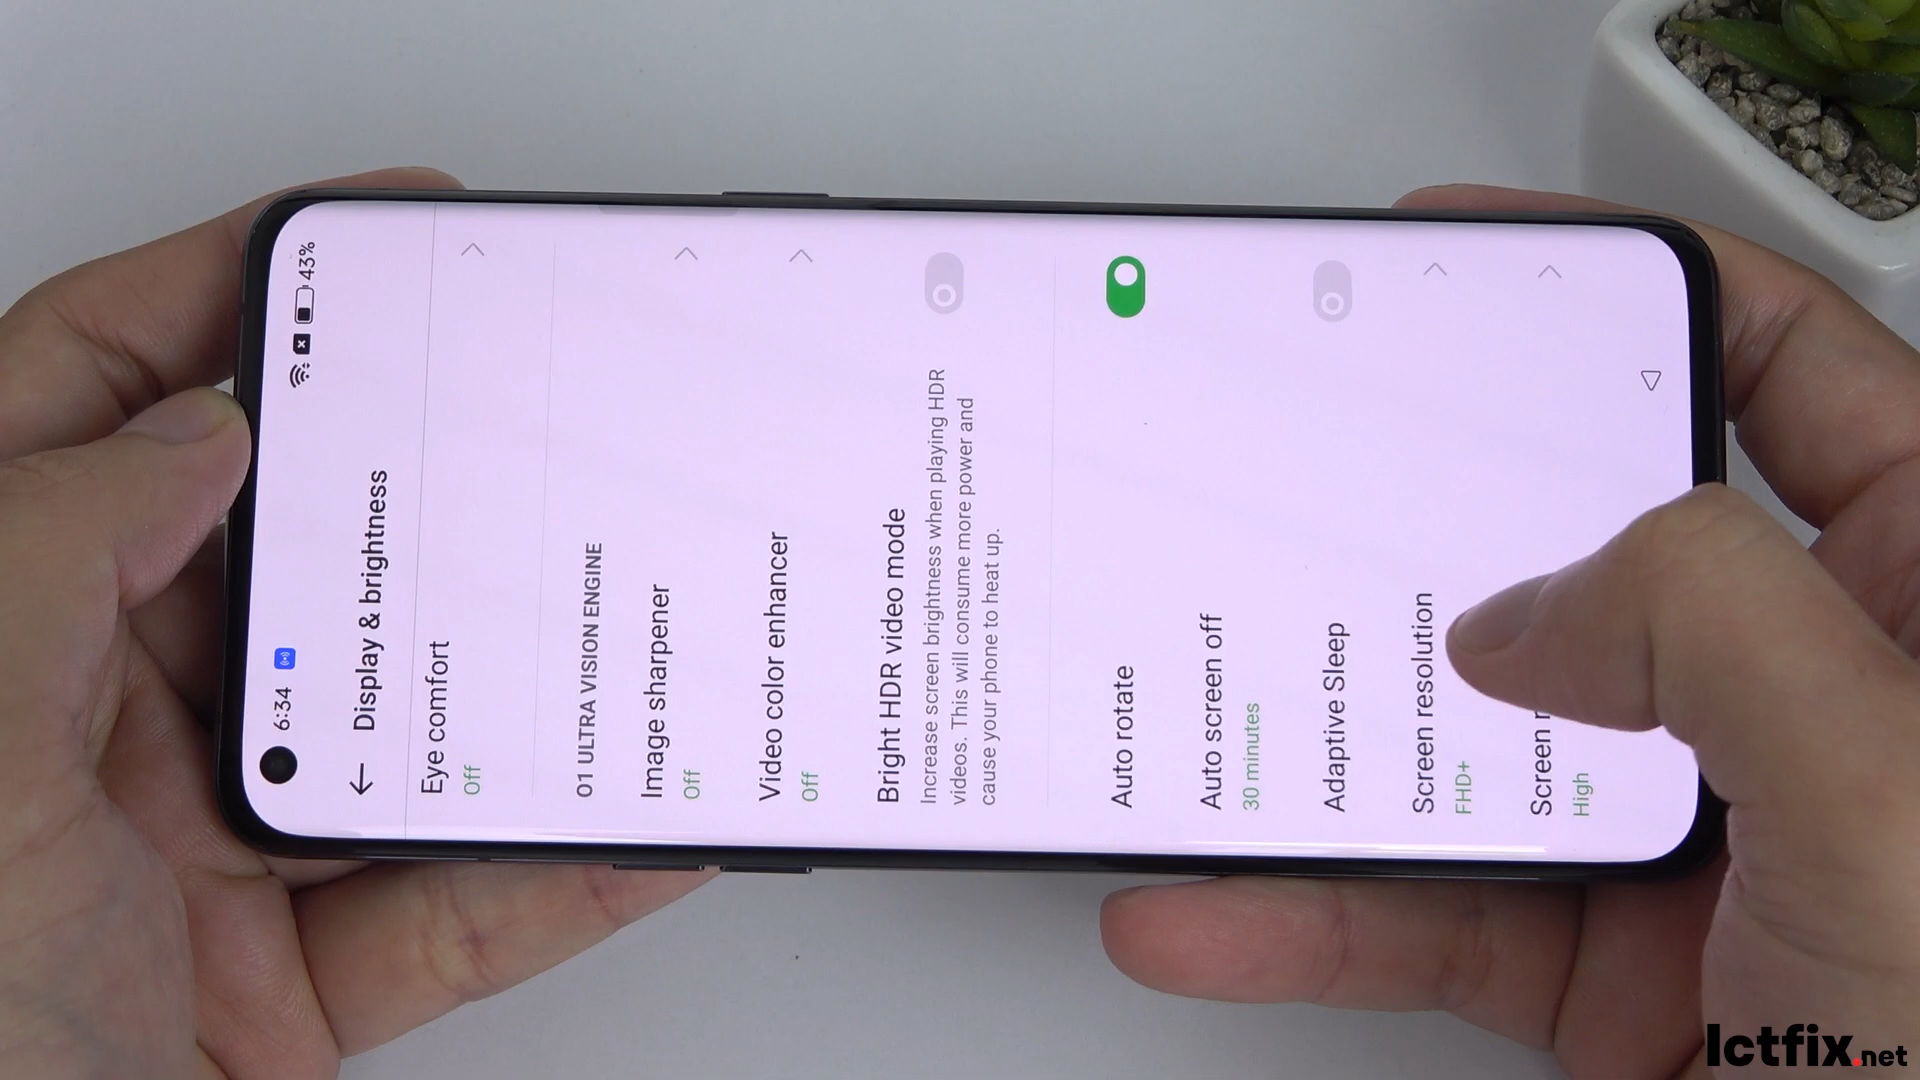 6:34
43%
Display & brightness
Eye comfort
Off
O1 ULTRA VISION ENGINE
Image sharpener
Off
Video color enhancer
Off
Bright HDR video mode
Increase screen brightness when playing HDR
videos. This will consume more power and
cause your phone to heat up.
Auto rotate
Auto screen off
30 minutes
Adaptive Sleep
Screen resolution
FHD+
Screen
High
Ictfix.net